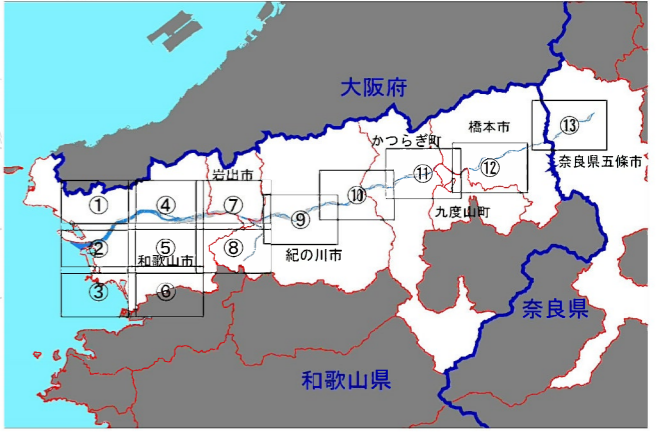 大阪府
橋本市
⑬
かつらぎ町
奈良県五條市
岩出市
⑪
⑫
①
④
⑦
⑨
⑩
九度山町
②
⑤
⑧
和歌山市
紀の川市
③
⑥
奈良県
和歌山県